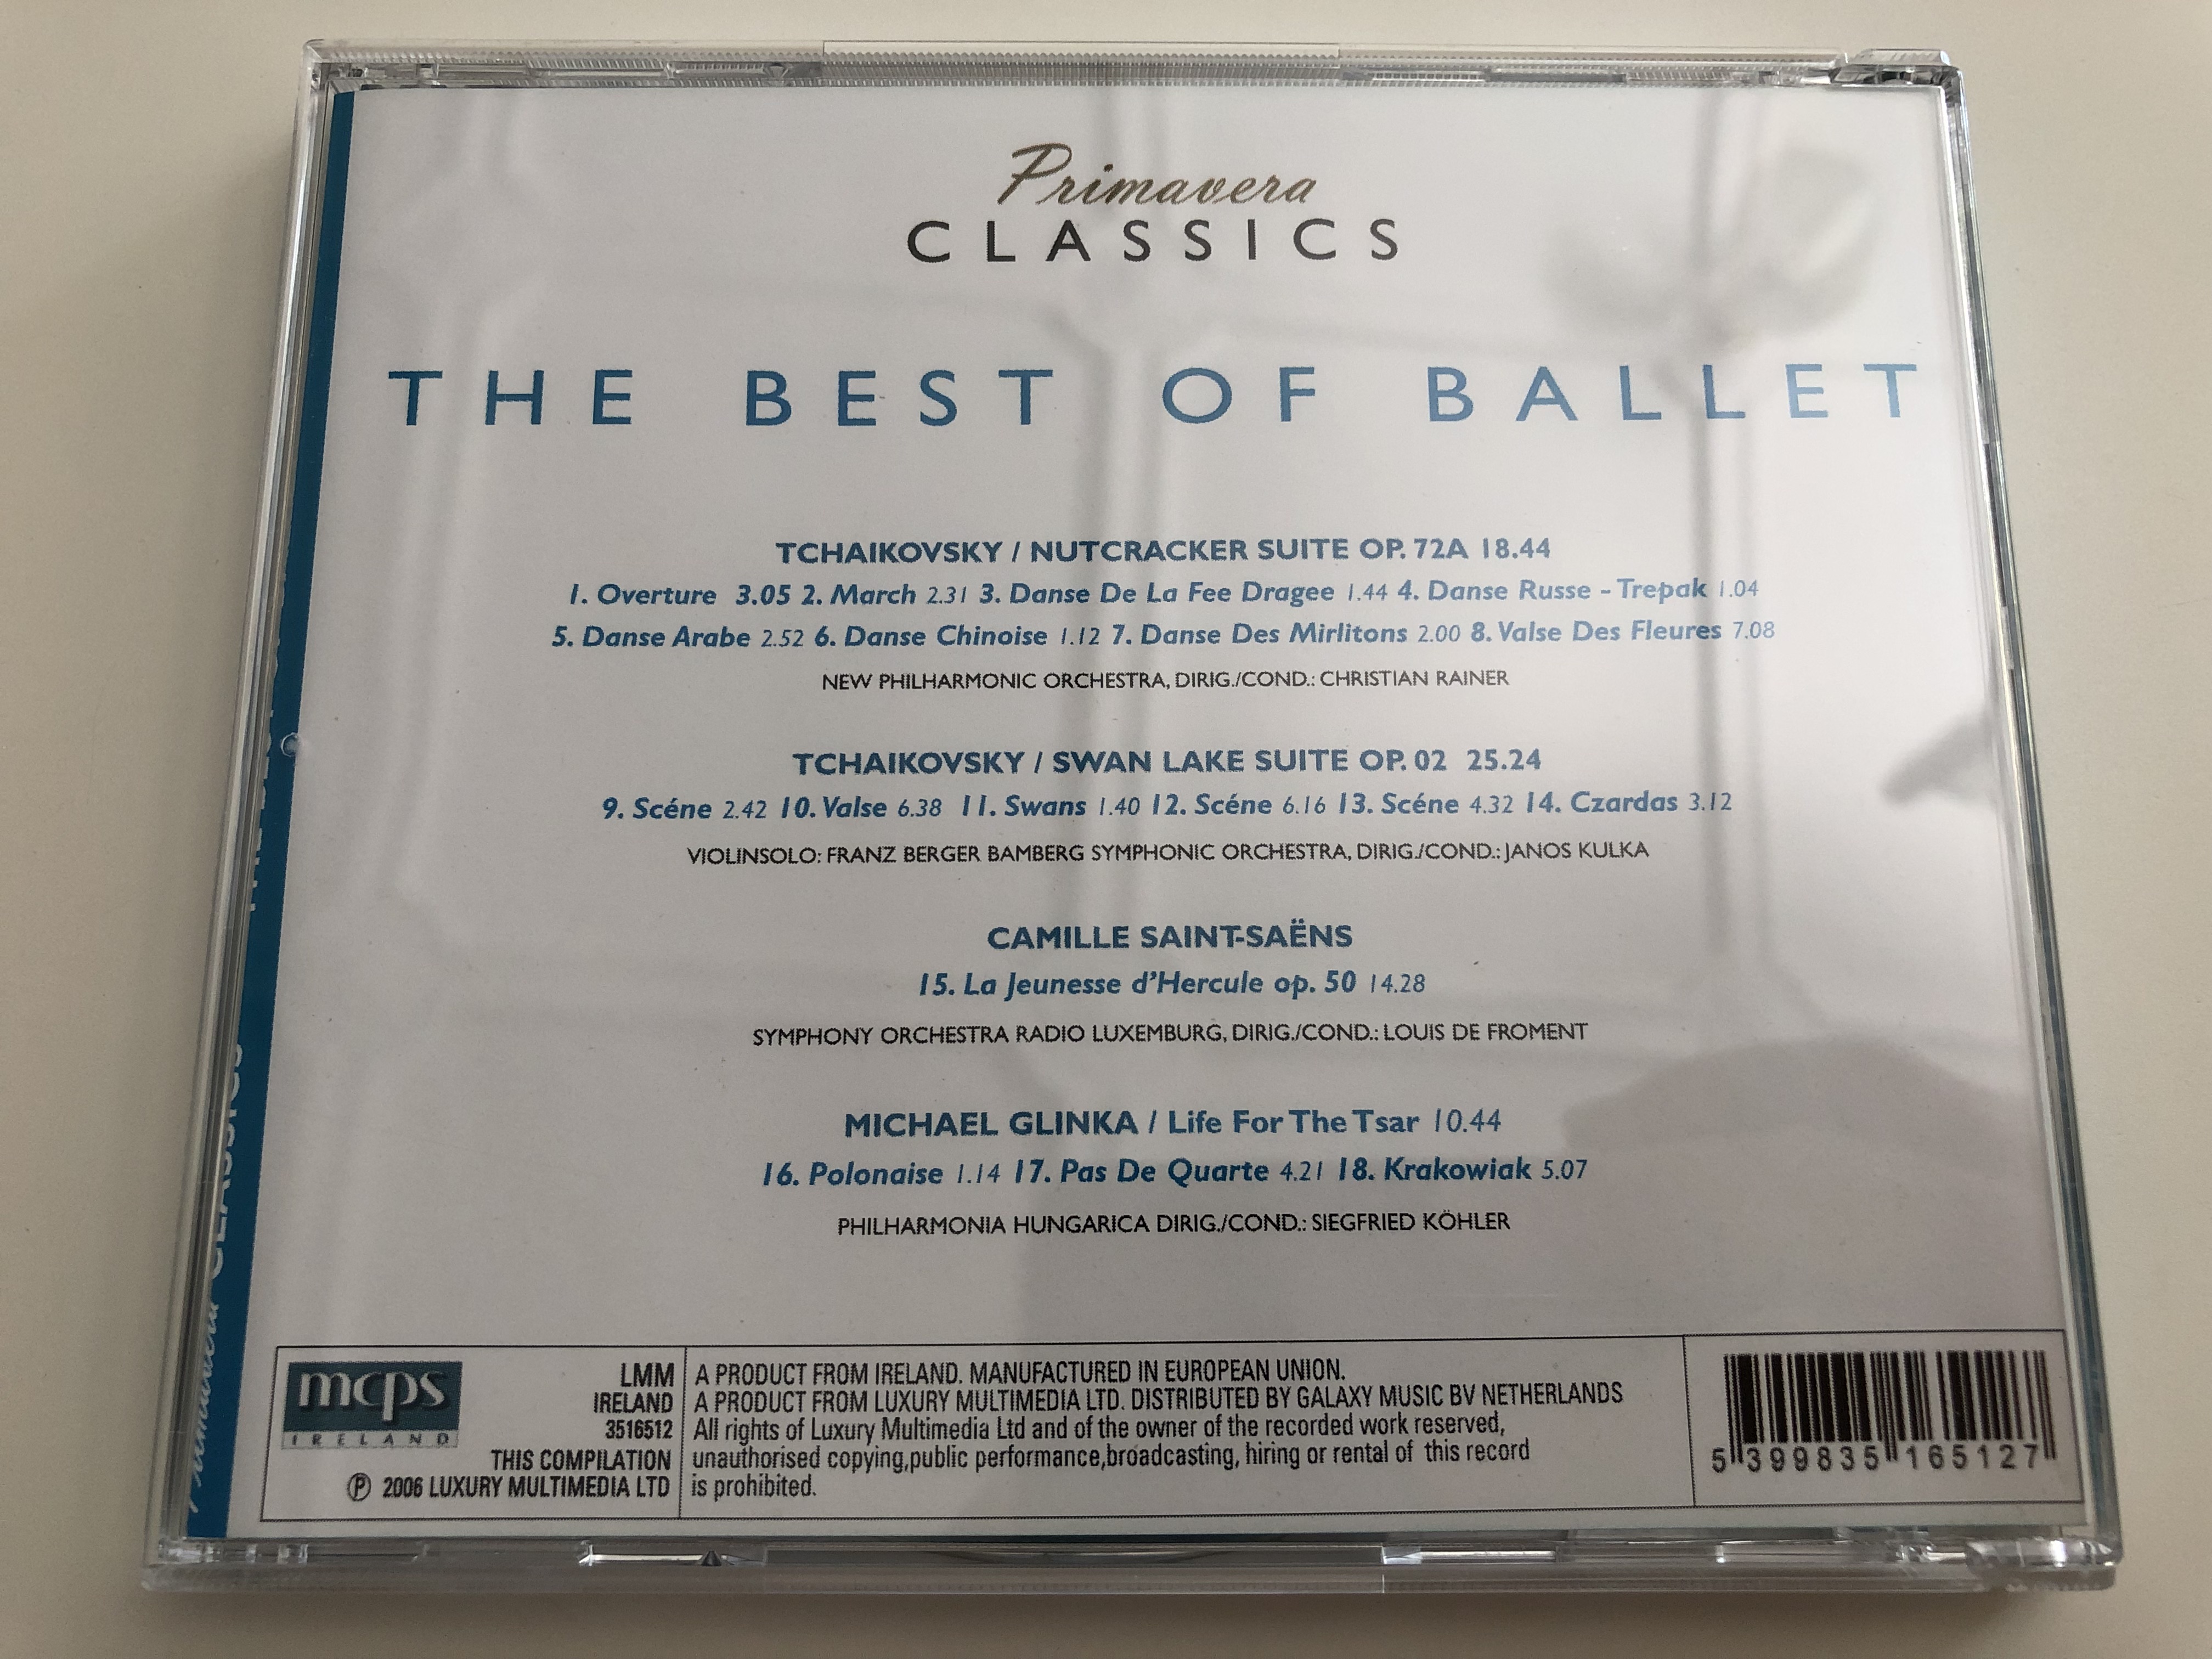 Primavera
CLASSICS
THE BEST OF BALLET
TCHAIKOVSKY / NUTCRACKER SUITE OP. 72A 18.44
1. Overture 3.05 2. March 2.31 3. Danse De La Fee Dragee 1.44 4. Danse Russe - Trepak 1.04
5. Danse Arabe 2.52 6. Danse Chinoise 1.12 7. Danse Des Mirlitons 2.00 8. Valse Des Fleures 7.08
NEW PHILHARMONIC ORCHESTRA, DIRIG./COND.: CHRISTIAN RAINER
TCHAIKOVSKY / SWAN LAKE SUITE OP. 02 25.24
9. Scéne 2.42 10. Valse 6.38 11. Swans 1.40 12. Scéne 6.16 13. Scéne 4.32 14. Czardas 3.12
VIOLINSOLO: FRANZ BERGER BAMBERG SYMPHONIC ORCHESTRA, DIRIG./COND.: JANOS KULKA
CAMILLE SAINT-SAËNS
15. La Jeunesse d'Hercule op. 50 14.28
SYMPHONY ORCHESTRA RADIO LUXEMBURG, DIRIG./COND.: LOUIS DE FROMENT
MICHAEL GLINKA / Life For The Tsar 10.44
16. Polonaise 1.14 17. Pas De Quarte 4.21 18. Krakowiak 5.07
PHILHARMONIA HUNGARICA DIRIG./COND.: SIEGFRIED KÖHLER
mcps
IRELAND
LMM
IRELAND
3516512
THIS COMPILATION
℗ 2006 LUXURY MULTIMEDIA LTD
A PRODUCT FROM IRELAND. MANUFACTURED IN EUROPEAN UNION.
A PRODUCT FROM LUXURY MULTIMEDIA LTD. DISTRIBUTED BY GALAXY MUSIC BV NETHERLANDS
All rights of Luxury Multimedia Ltd and of the owner of the recorded work reserved,
unauthorised copying,public performance,broadcasting, hiring or rental of this record
is prohibited.
5 399835 165127
Primavera CLASSICS